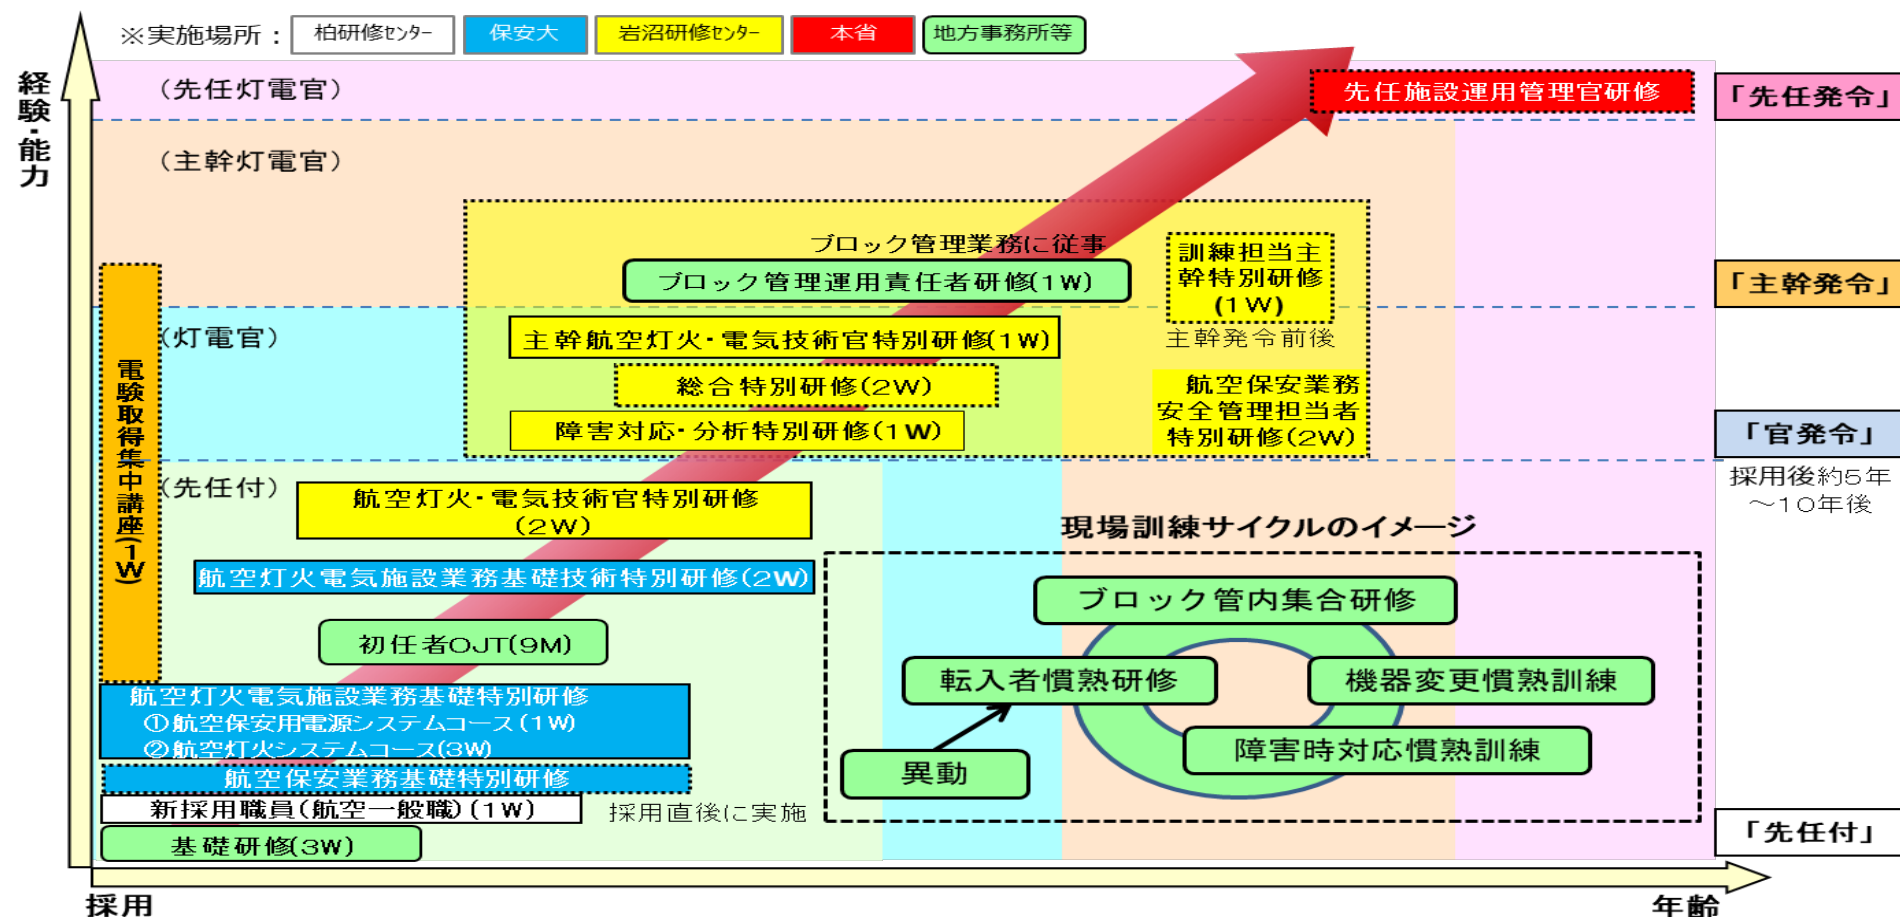 ※実施場所：
柏研修ｾﾝﾀｰ
保安大
岩沼研修ｾﾝﾀｰ
本省
地方事務所等
経験・能力
（先任灯電官）
先任施設運用管理官研修
「先任発令」
（主幹灯電官）
ブロック管理業務に従事
ブロック管理運用責任者研修(１Ｗ)
訓練担当主
幹特別研修
(１Ｗ)
主幹発令前後
「主幹発令」
（灯電官）
主幹航空灯火・電気技術官特別研修(１Ｗ)
総合特別研修(２Ｗ)
障害対応・分析特別研修(１Ｗ)
航空保安業務
安全管理担当者
特別研修(２Ｗ)
「官発令」
採用後約５年
～１０年後
電験取得集中講座(１Ｗ)
（先任付）
航空灯火・電気技術官特別研修
(２Ｗ)
航空灯火電気施設業務基礎技術特別研修(２Ｗ)
初任者ＯＪＴ(９Ｍ)
航空灯火電気施設業務基礎特別研修
①航空保安用電源システムコース(１Ｗ)
②航空灯火システムコース(３Ｗ)
航空保安業務基礎特別研修
新採用職員(航空一般職)(１Ｗ)
採用直後に実施
基礎研修(３Ｗ)
現場訓練サイクルのイメージ
ブロック管内集合研修
転入者慣熟研修
機器変更慣熟訓練
障害時対応慣熟訓練
異動
「先任付」
採用
年齢